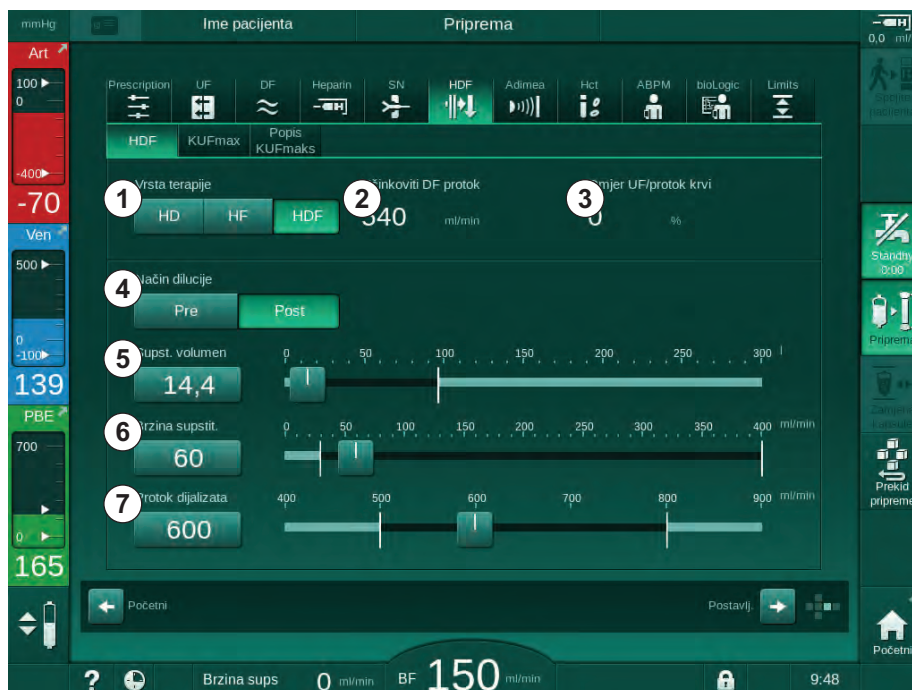 mmHg Ime pacijenta Priprema
0,0 ml/
Art
100
0
-400
-70
Ven
500
0
-100
139
PBE
700
0
165
Prescription UF DF Heparin SN HDF Adimea Hct ABPM bioLogic Limits
HDF KUFmax Popis KUFmaks
1 Vrsta terapije
HD HF HDF
2 DF protok
540 ml/min
3 UF/protok krvi
0 %
4 Način dilucije
Pre Post
5 Supst. volumen
14,4
0 50 100 150 200 250 300 l
6 Brzina supstit.
60
0 50 100 150 200 250 300 350 400 ml/min
7 Protok dijalizata
600
400 500 600 700 800 900 ml/min
Početni Postavlj.
Standby
0:00
Priprema
Prekid
pripreme
Početni
? Brzina sups 0 ml/min BF 150 ml/min 9:48